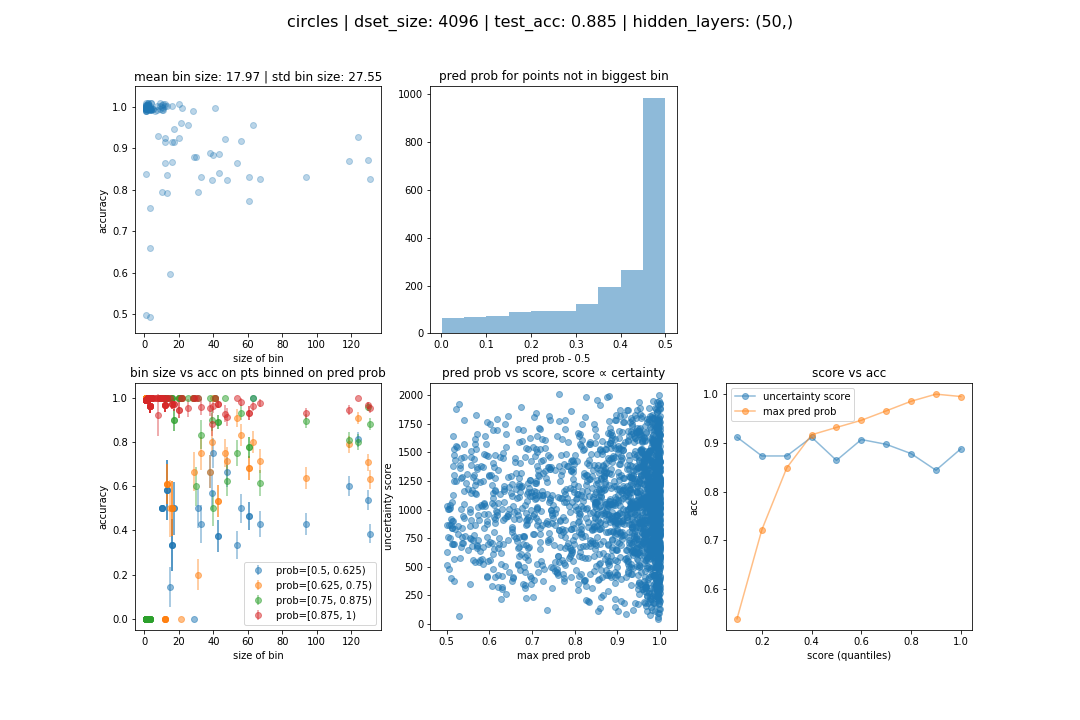 circles | dset_size: 4096 | test_acc: 0.885 | hidden_layers: (50,)
mean bin size: 17.97 | std bin size: 27.55
1.0
0.9
0.8
0.7
0.6
0.5
accuracy
0 20 40 60 80 100 120
size of bin
pred prob for points not in biggest bin
1000
800
600
400
200
0
0.0 0.1 0.2 0.3 0.4 0.5
pred prob - 0.5
bin size vs acc on pts binned on pred prob
1.0
0.8
0.6
0.4
0.2
0.0
accuracy
prob=[0.5, 0.625)
prob=[0.625, 0.75)
prob=[0.75, 0.875)
prob=[0.875, 1)
0 20 40 60 80 100 120
size of bin
pred prob vs score, score ∝ certainty
2000
1750
1500
1250
1000
750
500
250
0
uncertainty score
0.5 0.6 0.7 0.8 0.9 1.0
max pred prob
score vs acc
uncertainty score
max pred prob
0.9
0.8
0.7
0.6
acc
0.2 0.4 0.6 0.8 1.0
score (quantiles)